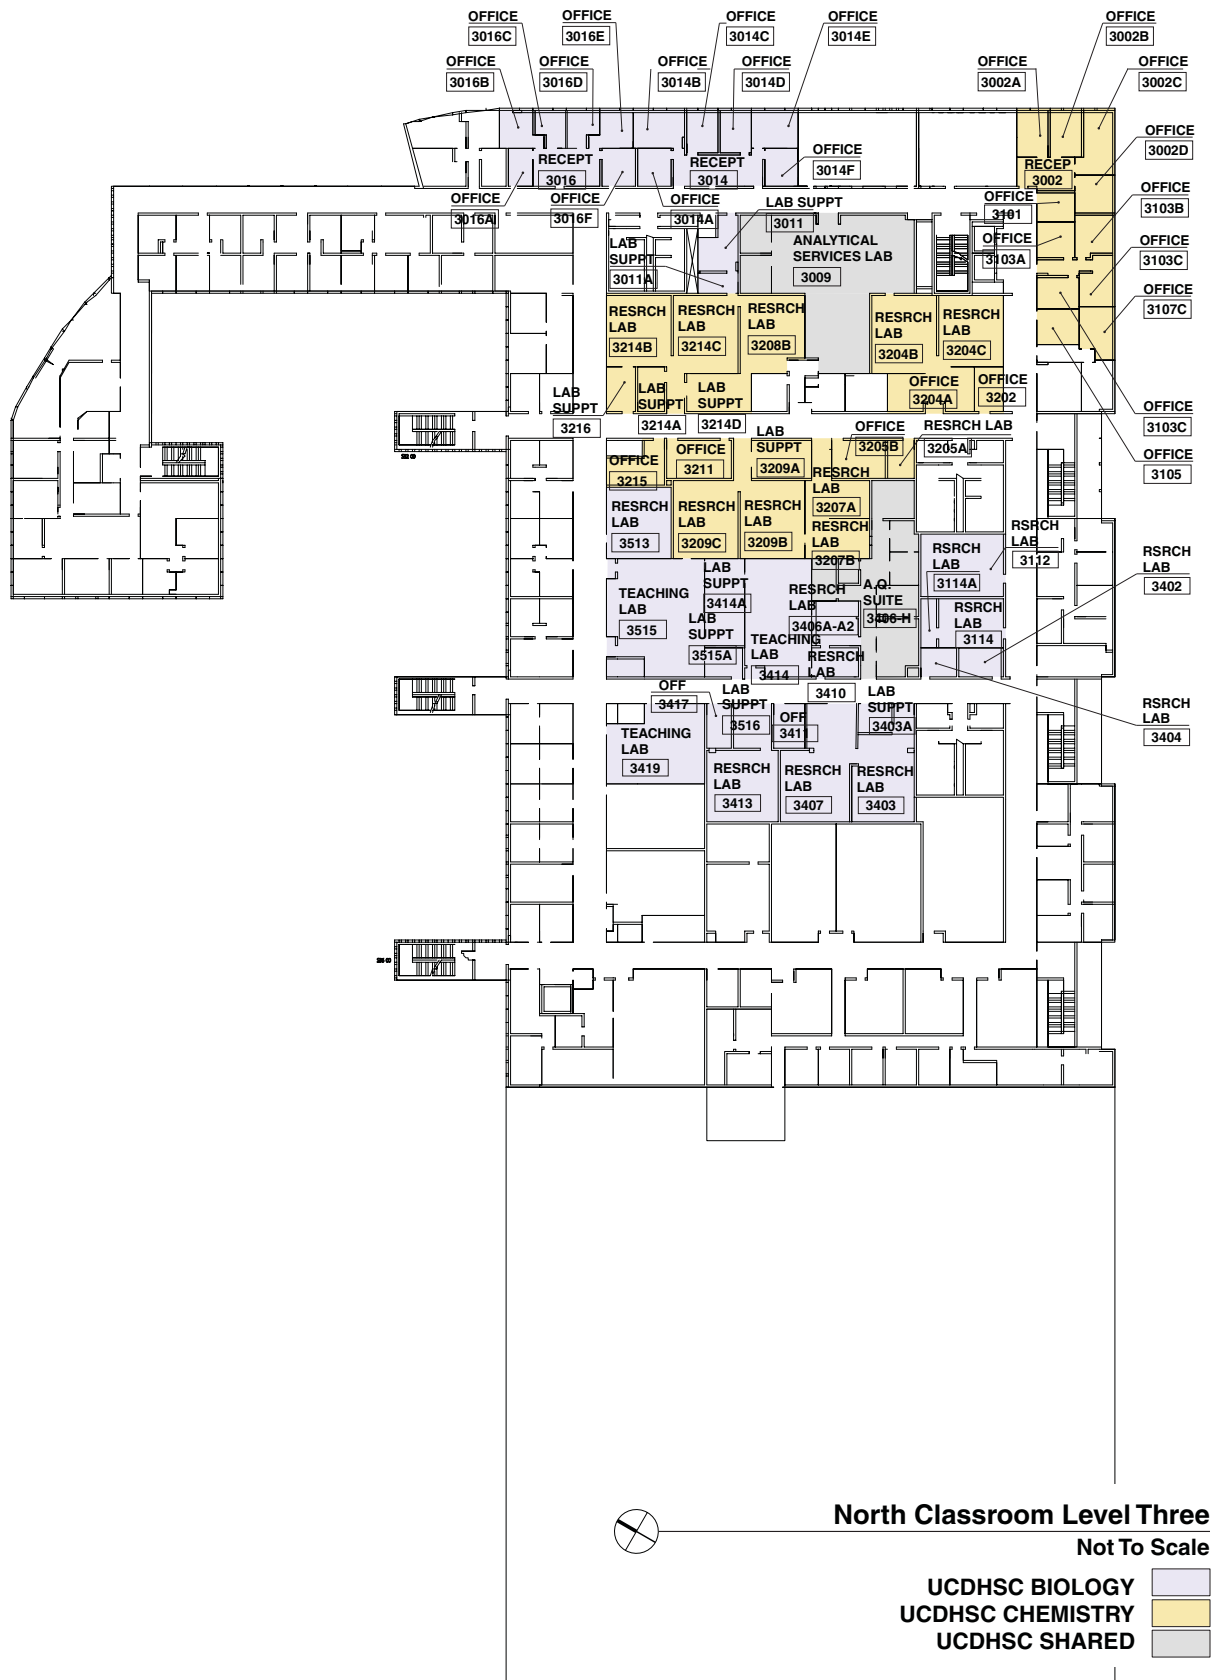 OFFICE
3016C
OFFICE
3016E
OFFICE
3014C
OFFICE
3014E
OFFICE
3002B
OFFICE
3016B
OFFICE
3016D
OFFICE
3014B
OFFICE
3014D
OFFICE
3002A
OFFICE
3002C
OFFICE
3002D
OFFICE
3014F
RECEPT
3016
RECEPT
3014
RECEP
3002
OFFICE
3016A
OFFICE
3016F
OFFICE
3014A
LAB SUPPT
3011
OFFICE
3101
OFFICE
3103B
LAB
SUPPT
3011A
ANALYTICAL
SERVICES LAB
3009
OFFICE
3103A
OFFICE
3103C
OFFICE
3107C
RESRCH
LAB
3214B
RESRCH
LAB
3214C
RESRCH
LAB
3208B
RESRCH
LAB
3204B
RESRCH
LAB
3204C
LAB
SUPPT
3216
LAB
SUPPT
3214A
LAB
SUPPT
3214D
OFFICE
3204A
OFFICE
3202
OFFICE
3103C
OFFICE
3215
OFFICE
3211
LAB
SUPPT
3209A
OFFICE
3205B
RESRCH LAB
3205A
OFFICE
3105
RESRCH
LAB
3513
RESRCH
LAB
3209C
RESRCH
LAB
3209B
RESRCH
LAB
3207A
RESRCH
LAB
3207B
RSRCH
LAB
3112
RSRCH
LAB
3114A
RSRCH
LAB
3402
TEACHING
LAB
3515
LAB
SUPPT
3414A
LAB
SUPPT
3515A
RESRCH
LAB
3406A-A2
A.Q.
SUITE
3406-H
RSRCH
LAB
3114
TEACHING
LAB
3414
RESRCH
LAB
3410
OFF
3417
LAB
SUPPT
3516
OFF
3411
LAB
SUPPT
3403A
RSRCH
LAB
3404
TEACHING
LAB
3419
RESRCH
LAB
3413
RESRCH
LAB
3407
RESRCH
LAB
3403
North Classroom Level Three
Not To Scale
UCDHSC BIOLOGY
UCDHSC CHEMISTRY
UCDHSC SHARED